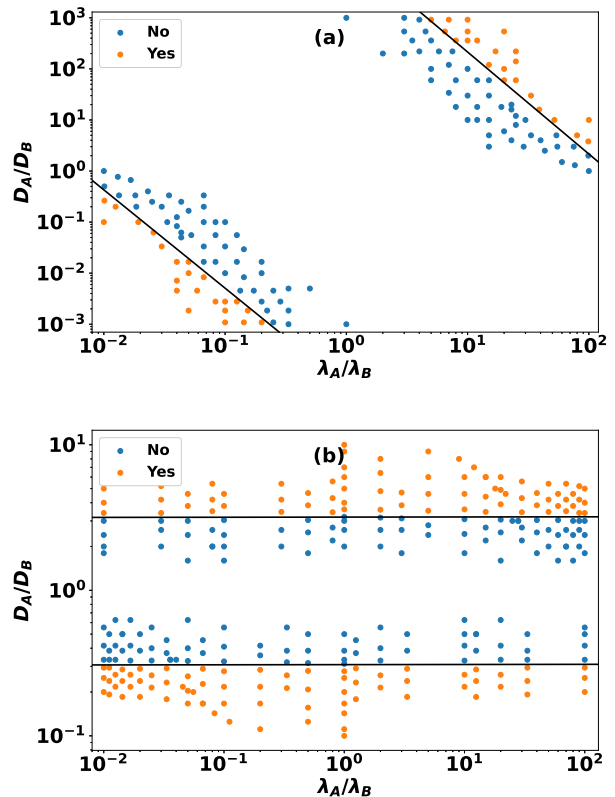 (a)
No
Yes
10³
10²
10¹
10⁰
10⁻¹
10⁻²
10⁻³
D_A/D_B
10⁻² 10⁻¹ 10⁰ 10¹ 10²
λ_A/λ_B
(b)
No
Yes
10¹
10⁰
10⁻¹
D_A/D_B
10⁻² 10⁻¹ 10⁰ 10¹ 10²
λ_A/λ_B